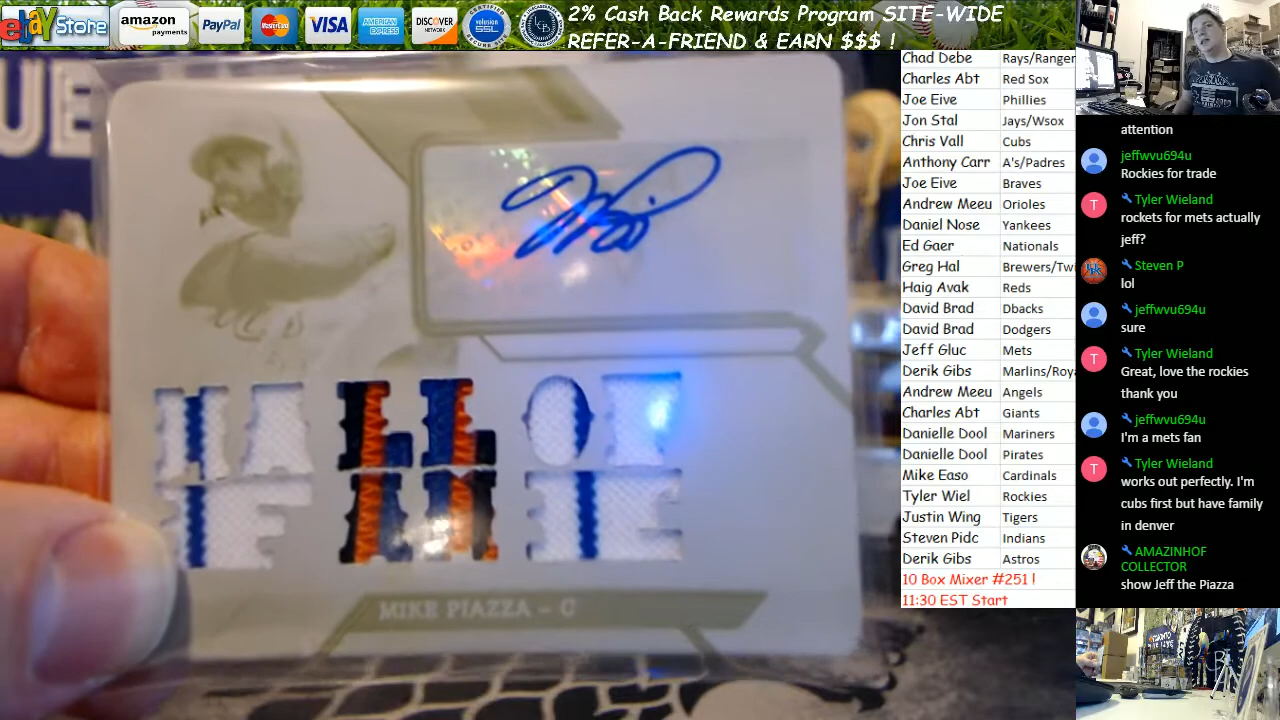 ebay Store
amazon
payments
PayPal
MasterCard
VISA
AMERICAN
EXPRESS
DISCOVER
NETWORK
volusion
SSL
2% Cash Back Rewards Program SITE-WIDE
REFER-A-FRIEND & EARN $$$ !
UE
MIKE PIAZZA - C
Chad Debe Rays/Ranger
Charles Abt Red Sox
Joe Eive Phillies
Jon Stal Jays/Wsox
Chris Vall Cubs
Anthony Carr A's/Padres
Joe Eive Braves
Andrew Meeu Orioles
Daniel Nose Yankees
Ed Gaer Nationals
Greg Hal Brewers/Twi
Haig Avak Reds
David Brad Dbacks
David Brad Dodgers
Jeff Gluc Mets
Derik Gibs Marlins/Roya
Andrew Meeu Angels
Charles Abt Giants
Danielle Dool Mariners
Danielle Dool Pirates
Mike Easo Cardinals
Tyler Wiel Rockies
Justin Wing Tigers
Steven Pidc Indians
Derik Gibs Astros
10 Box Mixer #251 !
11:30 EST Start
attention
jeffwvu694u
Rockies for trade
T
Tyler Wieland
rockets for mets actually
jeff?
Steven P
lol
jeffwvu694u
sure
T
Tyler Wieland
Great, love the rockies
thank you
jeffwvu694u
I'm a mets fan
T
Tyler Wieland
works out perfectly. I'm
cubs first but have family
in denver
AMAZINHOF
COLLECTOR
show Jeff the Piazza